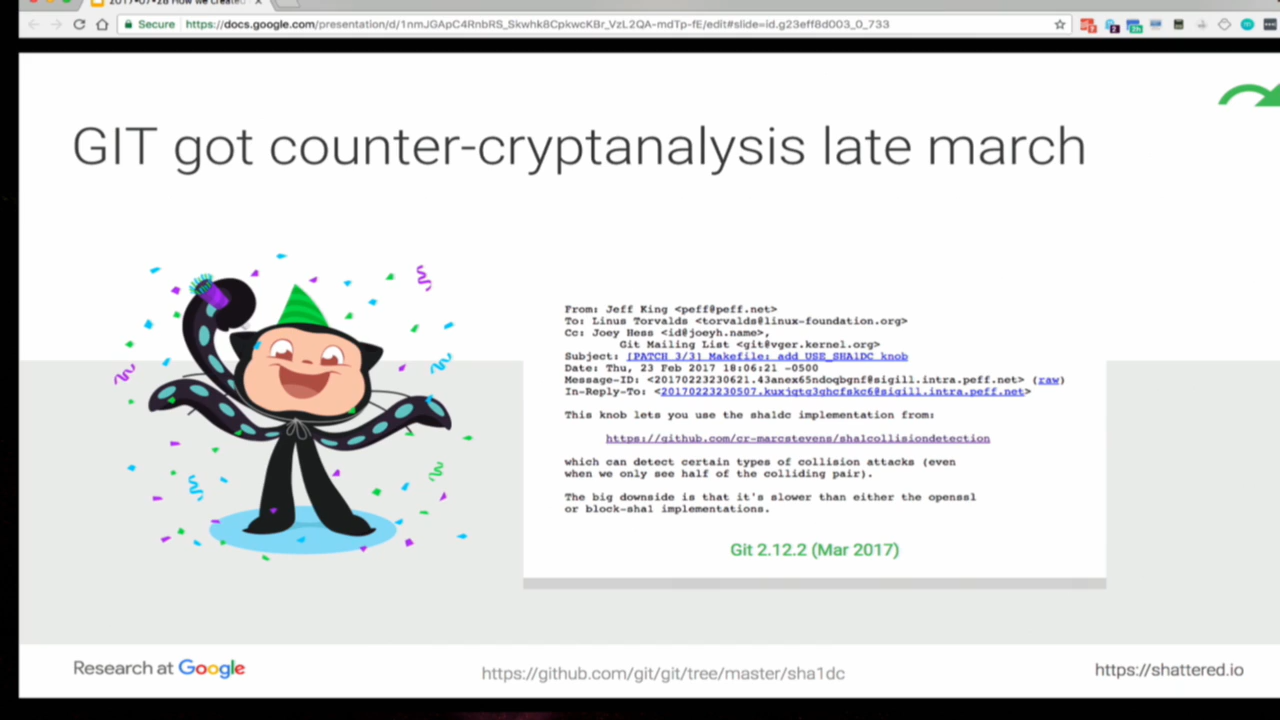 2017-07-28 How we created
Secure https://docs.google.com/presentation/d/1nmJGApC4RnbRS_Skwhk8CpkwcKBr_VzL2QA-mdTp-fE/edit#slide=id.g23eff8d003_0_733
GIT got counter-cryptanalysis late march
From: Jeff King <peff@peff.net>
To: Linus Torvalds <torvalds@linux-foundation.org>
Cc: Joey Hess <id@joeyh.name>,
Git Mailing List <git@vger.kernel.org>
Subject: [PATCH 3/3] Makefile: add USE_SHA1DC knob
Date: Thu, 23 Feb 2017 18:06:21 -0500
Message-ID: <20170223230621.43anex65ndoqbgnf@sigill.intra.peff.net> (raw)
In-Reply-To: <20170223230507.kuxjqtg3ghcfskc6@sigill.intra.peff.net>
This knob lets you use the sha1dc implementation from:
https://github.com/cr-marcstevens/sha1collisiondetection
which can detect certain types of collision attacks (even
when we only see half of the colliding pair).
The big downside is that it's slower than either the openssl
or block-sha1 implementations.
Git 2.12.2 (Mar 2017)
Research at Google
https://github.com/git/git/tree/master/sha1dc
https://shattered.io